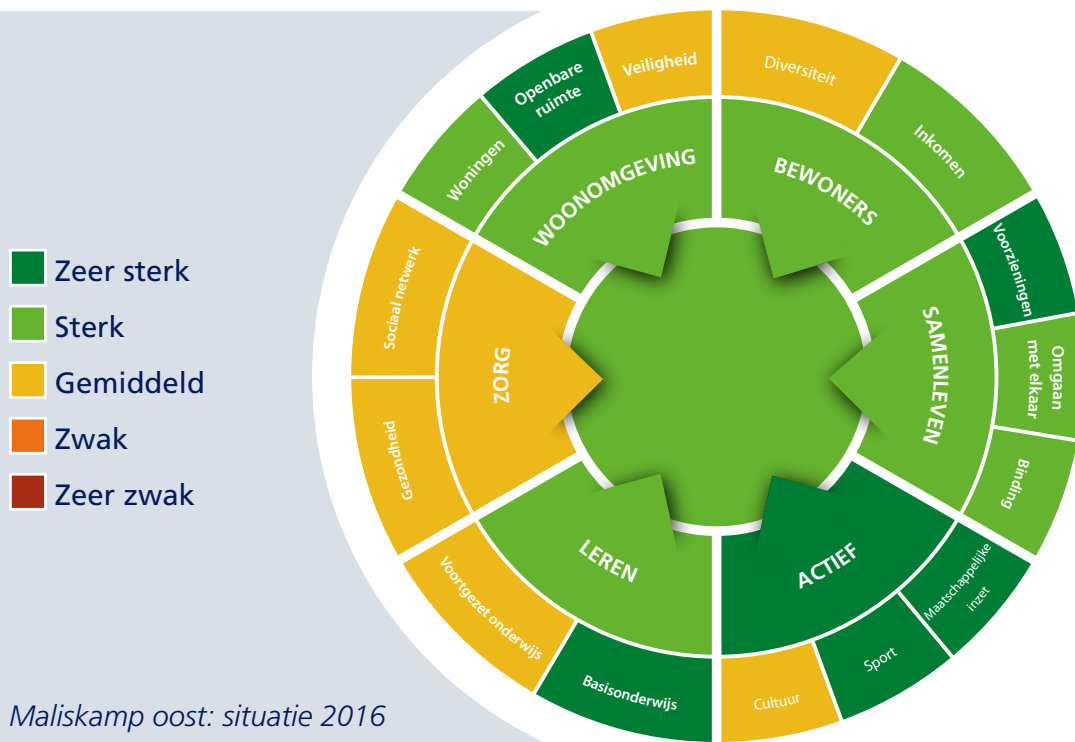 Zeer sterk
Sterk
Gemiddeld
Zwak
Zeer zwak
Maliskamp oost: situatie 2016
WOONOMGEVING
Woningen
Openbare
ruimte
Veiligheid
BEWONERS
Diversiteit
Inkomen
SAMENLEVEN
Voorzieningen
Omgaan
met elkaar
Binding
ACTIEF
Maatschappelijke
inzet
Sport
Cultuur
LEREN
Basisonderwijs
Voortgezet onderwijs
ZORG
Gezondheid
Sociaal netwerk